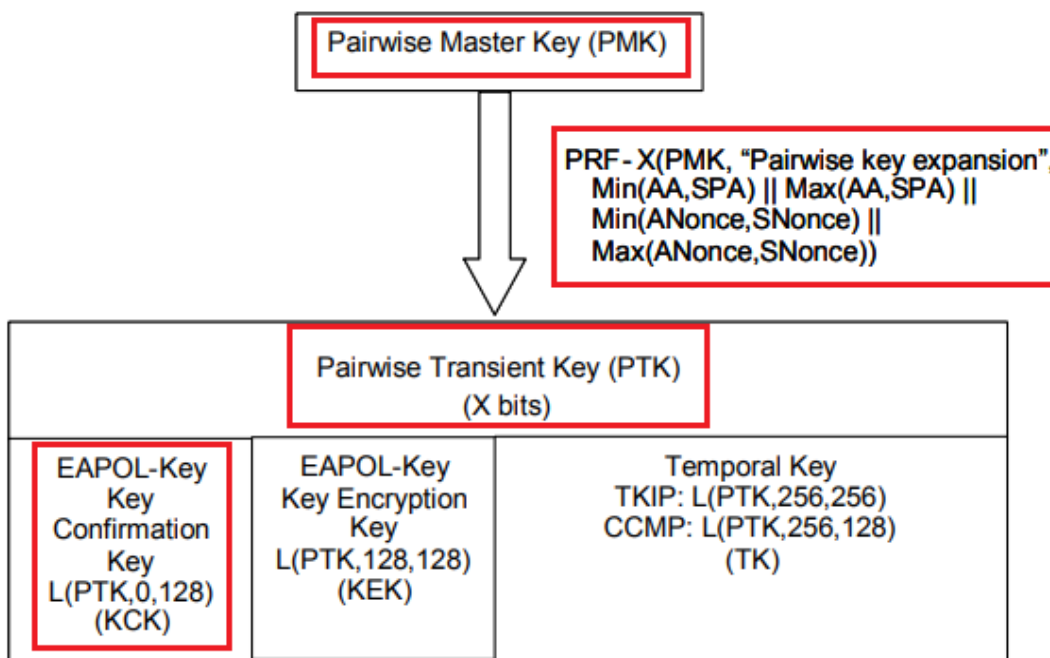 Pairwise Master Key (PMK)
PRF-X(PMK, “Pairwise key expansion”,
Min(AA,SPA) || Max(AA,SPA) ||
Min(ANonce,SNonce) ||
Max(ANonce,SNonce))
Pairwise Transient Key (PTK)
(X bits)
EAPOL-Key
Key
Confirmation
Key
L(PTK,0,128)
(KCK)
EAPOL-Key
Key Encryption
Key
L(PTK,128,128)
(KEK)
Temporal Key
TKIP: L(PTK,256,256)
CCMP: L(PTK,256,128)
(TK)